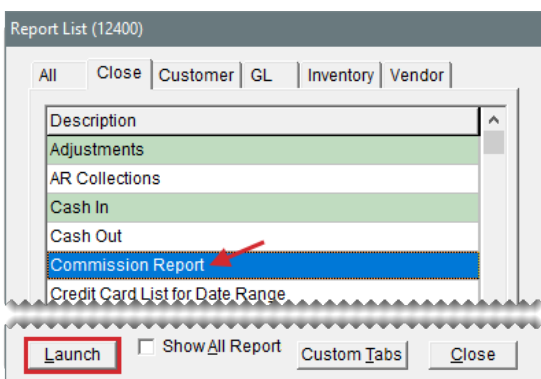 Report List (12400)
All Close Customer GL Inventory Vendor
Description
Adjustments
AR Collections
Cash In
Cash Out
Commission Report
Credit Card List for Date Range
Launch Show All Report Custom Tabs Close